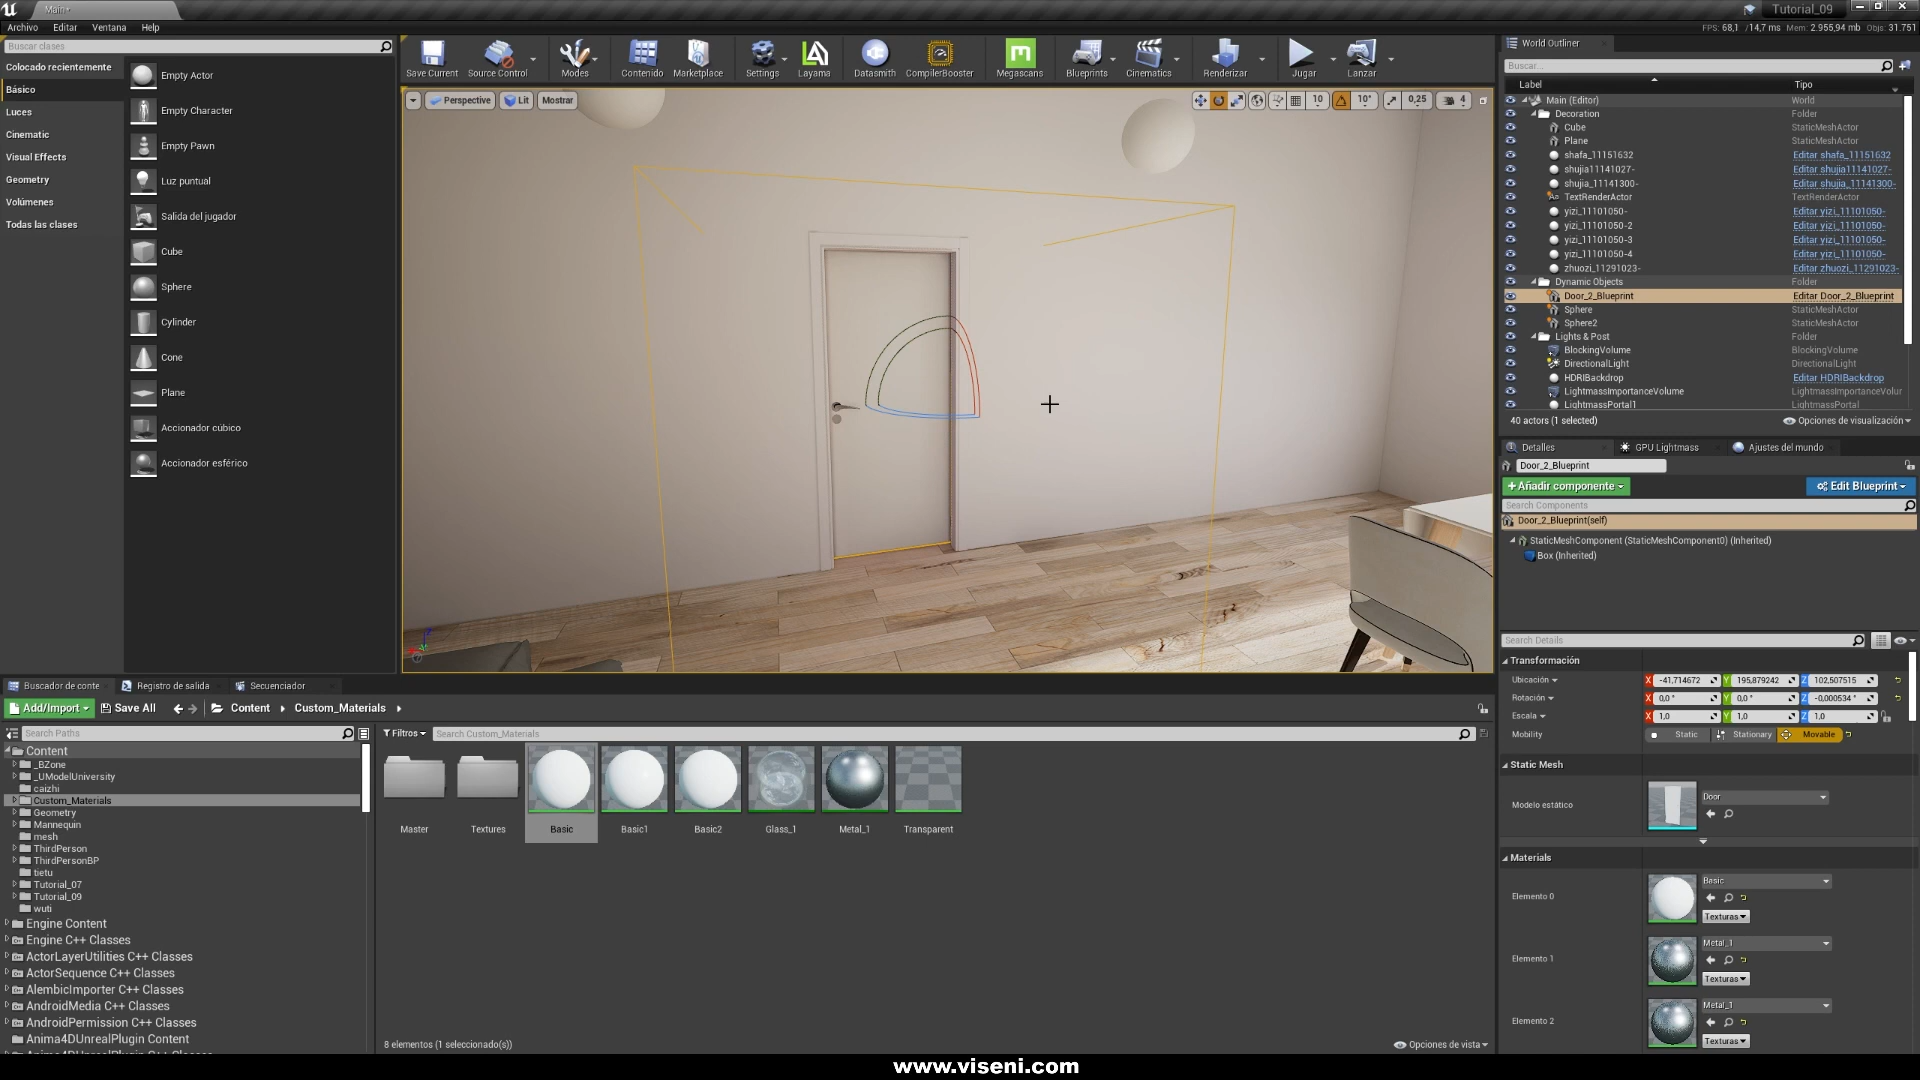 Main*
Tutorial_09
Archivo Editar Ventana Help
FPS: 68,1 /14,7 ms Mem: 2.955,94 mb Objs: 31.751
Buscar clases
Colocado recientemente
Básico
Luces
Cinematic
Visual Effects
Geometry
Volúmenes
Todas las clases
Empty Actor
Empty Character
Empty Pawn
Luz puntual
Salida del jugador
Cube
Sphere
Cylinder
Cone
Plane
Accionador cúbico
Accionador esférico
Save Current Source Control Modes Contenido Marketplace Settings Layama Datasmith CompilerBooster Megascans Blueprints Cinematics Renderizar Jugar Lanzar
Perspective Lit Mostrar
10 10° 0,25 4
World Outliner
Buscar...
Label Tipo
Main (Editor) World
Decoration Folder
Cube StaticMeshActor
Plane StaticMeshActor
shafa_11151632 Editar shafa_11151632
shujia11141027- Editar shujia11141027-
shujia_11141300- Editar shujia_11141300-
TextRenderActor TextRenderActor
yizi_11101050- Editar yizi_11101050-
yizi_11101050-2 Editar yizi_11101050-
yizi_11101050-3 Editar yizi_11101050-
yizi_11101050-4 Editar yizi_11101050-
zhuozi_11291023- Editar zhuozi_11291023-
Dynamic Objects Folder
Door_2_Blueprint Editar Door_2_Blueprint
Sphere StaticMeshActor
Sphere2 StaticMeshActor
Lights & Post Folder
BlockingVolume BlockingVolume
DirectionalLight DirectionalLight
HDRIBackdrop Editar HDRIBackdrop
LightmassImportanceVolume LightmassImportanceVolur
LightmassPortal1 LightmassPortal
40 actors (1 selected) Opciones de visualización
Detalles GPU Lightmass Ajustes del mundo
Door_2_Blueprint
+Añadir componente Edit Blueprint
Search Components
Door_2_Blueprint(self)
StaticMeshComponent (StaticMeshComponent0) (Inherited)
Box (Inherited)
Search Details
Transformación
Ubicación X -41,714672 Y 195,879242 Z 102,507515
Rotación X 0,0 ° Y 0,0 ° Z -0,000534 °
Escala X 1,0 Y 1,0 Z 1,0
Mobility Static Stationary Movable
Static Mesh
Modelo estático Door
Materials
Elemento 0 Basic
Texturas
Elemento 1 Metal_1
Texturas
Elemento 2 Metal_1
Texturas
Buscador de conte Registro de salida Secuenciador
Add/Import Save All Content Custom_Materials
Search Paths
Filtros Search Custom_Materials
Content
_BZone
_UModelUniversity
caizhi
Custom_Materials
Geometry
Mannequin
mesh
ThirdPerson
ThirdPersonBP
tietu
Tutorial_07
Tutorial_09
wuti
Engine Content
Engine C++ Classes
ActorLayerUtilities C++ Classes
ActorSequence C++ Classes
AlembicImporter C++ Classes
AndroidMedia C++ Classes
AndroidPermission C++ Classes
Anima4DUnrealPlugin Content
Master Textures Basic Basic1 Basic2 Glass_1 Metal_1 Transparent
8 elementos (1 seleccionado(s)) Opciones de vista
www.viseni.com